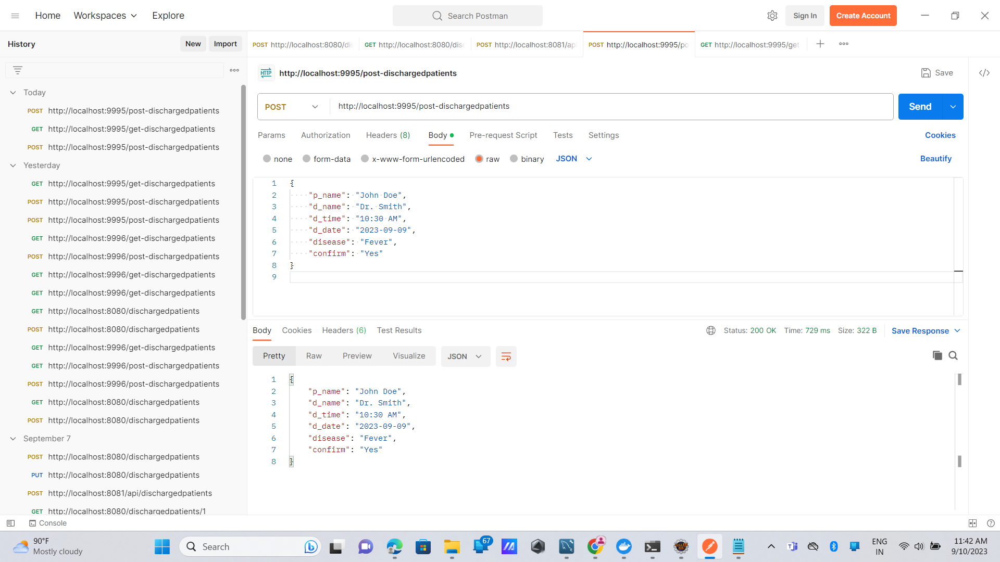 Home Workspaces Explore Search Postman Sign In Create Account
History New Import
POST http://localhost:8080/dis GET http://localhost:8080/disc POST http://localhost:8081/api POST http://localhost:9995/po GET http://localhost:9995/get-
HTTP http://localhost:9995/post-dischargedpatients Save
POST http://localhost:9995/post-dischargedpatients Send
Params Authorization Headers (8) Body Pre-request Script Tests Settings Cookies
none form-data x-www-form-urlencoded raw binary JSON Beautify
Today
POST http://localhost:9995/post-dischargedpatients
GET http://localhost:9995/get-dischargedpatients
POST http://localhost:9995/post-dischargedpatients
Yesterday
GET http://localhost:9995/get-dischargedpatients
POST http://localhost:9995/post-dischargedpatients
POST http://localhost:9995/post-dischargedpatients
GET http://localhost:9996/get-dischargedpatients
POST http://localhost:9996/post-dischargedpatients
GET http://localhost:9996/get-dischargedpatients
GET http://localhost:9996/get-dischargedpatients
GET http://localhost:8080/dischargedpatients
POST http://localhost:8080/dischargedpatients
GET http://localhost:9996/get-dischargedpatients
GET http://localhost:9996/post-dischargedpatients
POST http://localhost:9996/post-dischargedpatients
GET http://localhost:8080/dischargedpatients
POST http://localhost:8080/dischargedpatients
September 7
POST http://localhost:8080/dischargedpatients
PUT http://localhost:8080/dischargedpatients
POST http://localhost:8081/api/dischargedpatients
GET http://localhost:8080/dischargedpatients/1
1 {
2 "p_name": "John Doe",
3 "d_name": "Dr. Smith",
4 "d_time": "10:30 AM",
5 "d_date": "2023-09-09",
6 "disease": "Fever",
7 "confirm": "Yes"
8 }
9
Body Cookies Headers (6) Test Results Status: 200 OK Time: 729 ms Size: 322 B Save Response
Pretty Raw Preview Visualize JSON
1 {
2 "p_name": "John Doe",
3 "d_name": "Dr. Smith",
4 "d_time": "10:30 AM",
5 "d_date": "2023-09-09",
6 "disease": "Fever",
7 "confirm": "Yes"
8 }
Console
90°F
Mostly cloudy
Search
67
ENG
IN
11:42 AM
9/10/2023